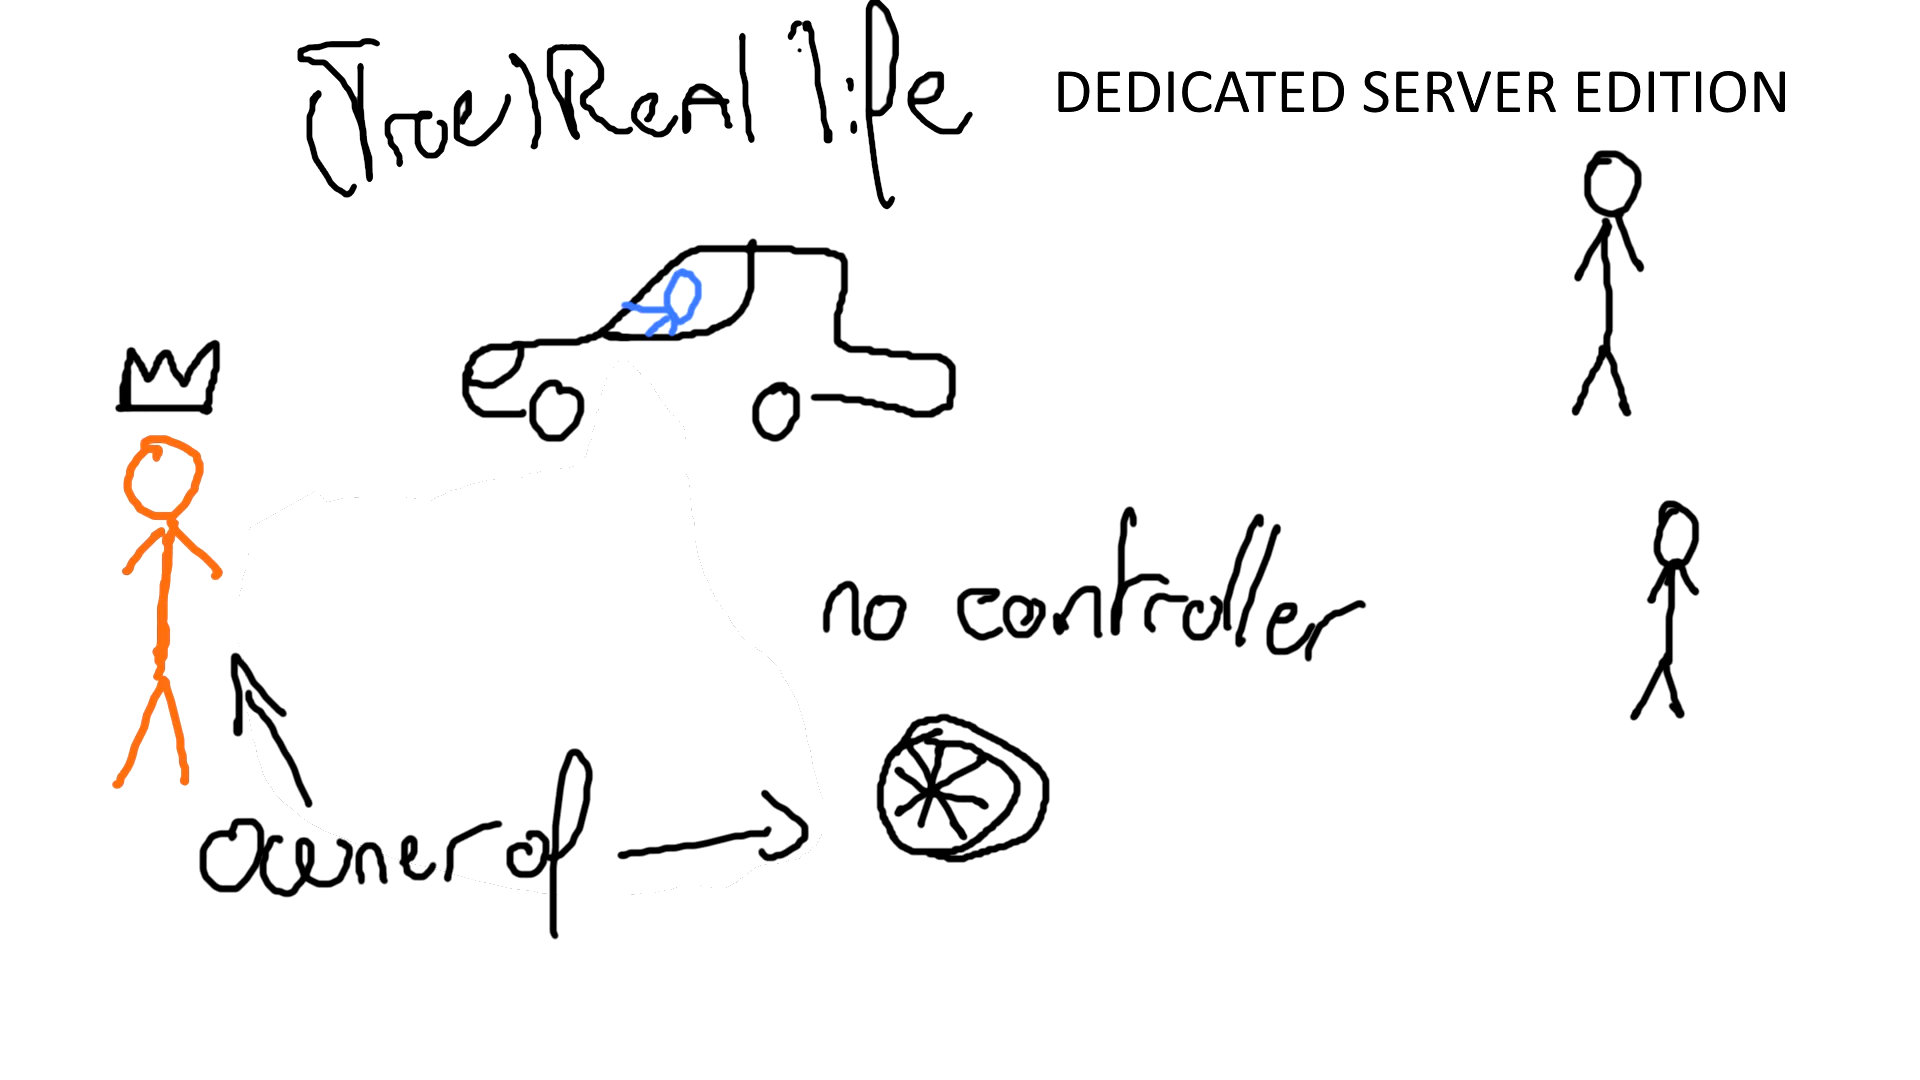 True/Real life
DEDICATED SERVER EDITION
no controller
owner of